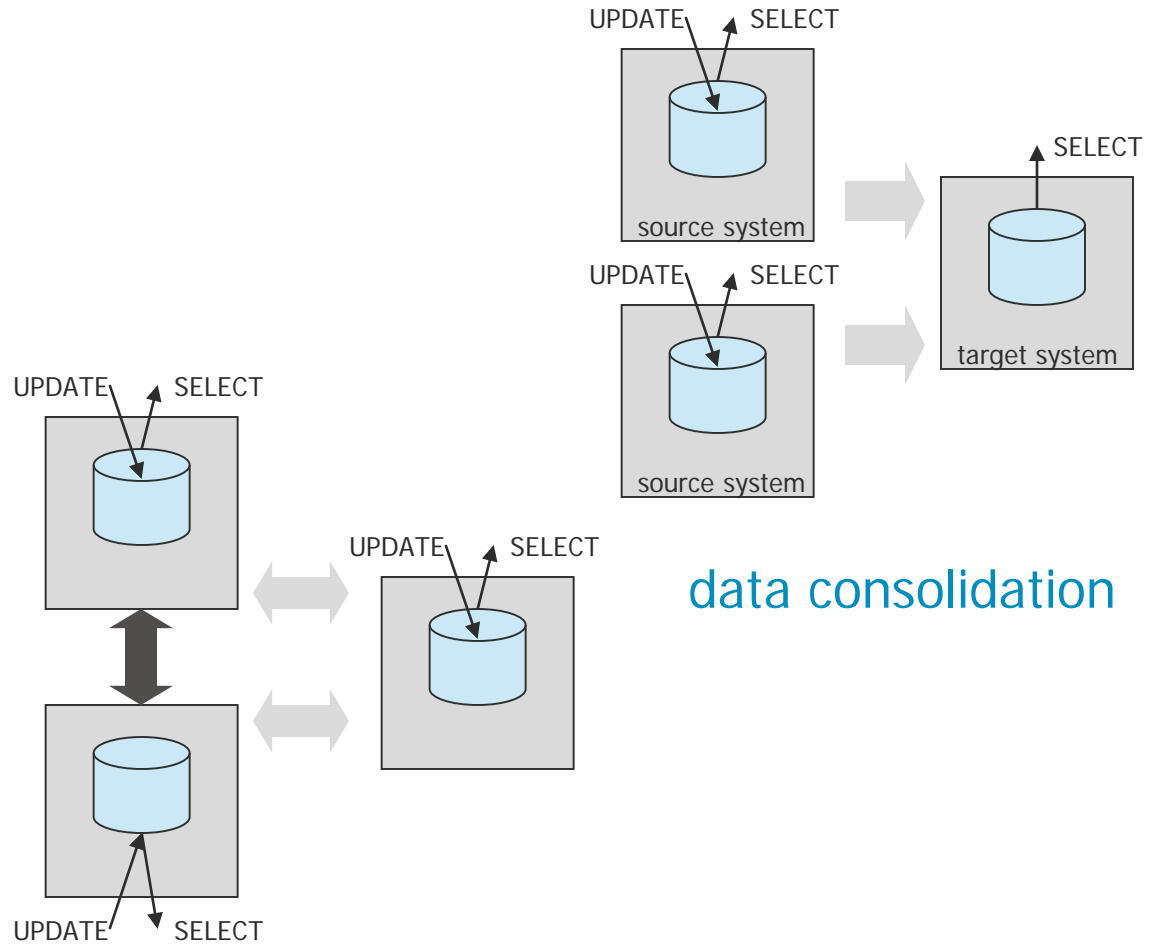 UPDATE SELECT
source system
SELECT
UPDATE SELECT
source system
target system
UPDATE SELECT
UPDATE SELECT
data consolidation
UPDATE SELECT